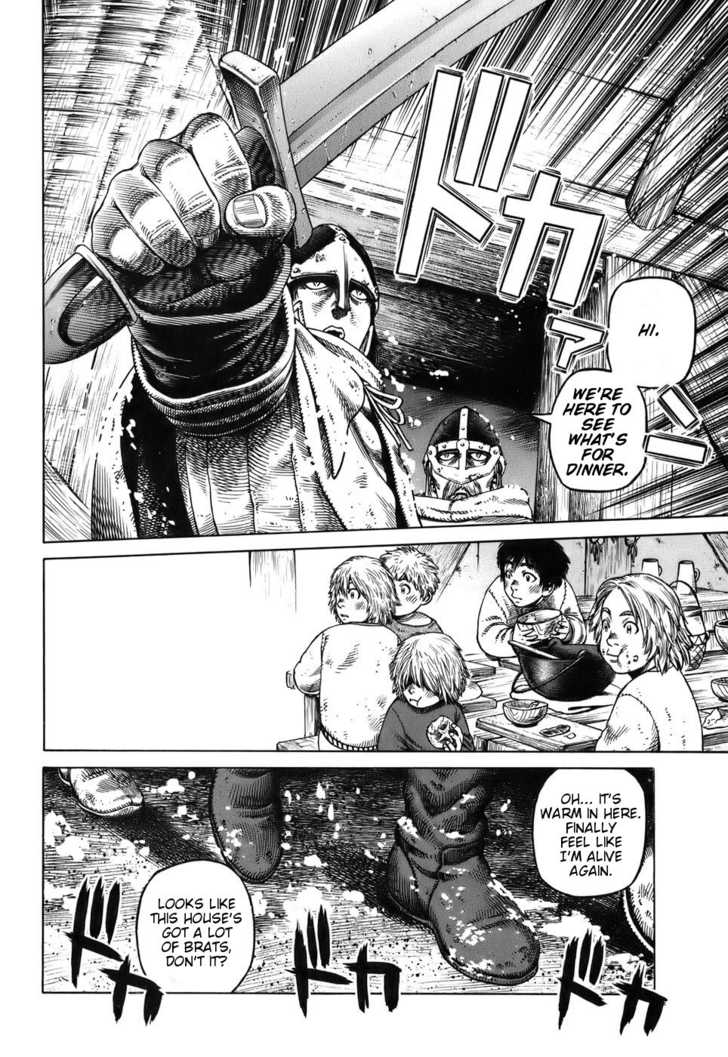 ドカァッ
HI.
WE'RE
HERE TO
SEE
WHAT'S
FOR
DINNER.
OH... IT'S
WARM IN HERE.
FINALLY
FEEL LIKE
I'M ALIVE
AGAIN.
LOOKS LIKE
THIS HOUSE'S
GOT A LOT
OF BRATS,
DON'T IT?
ドカ
ドカ
ドカ